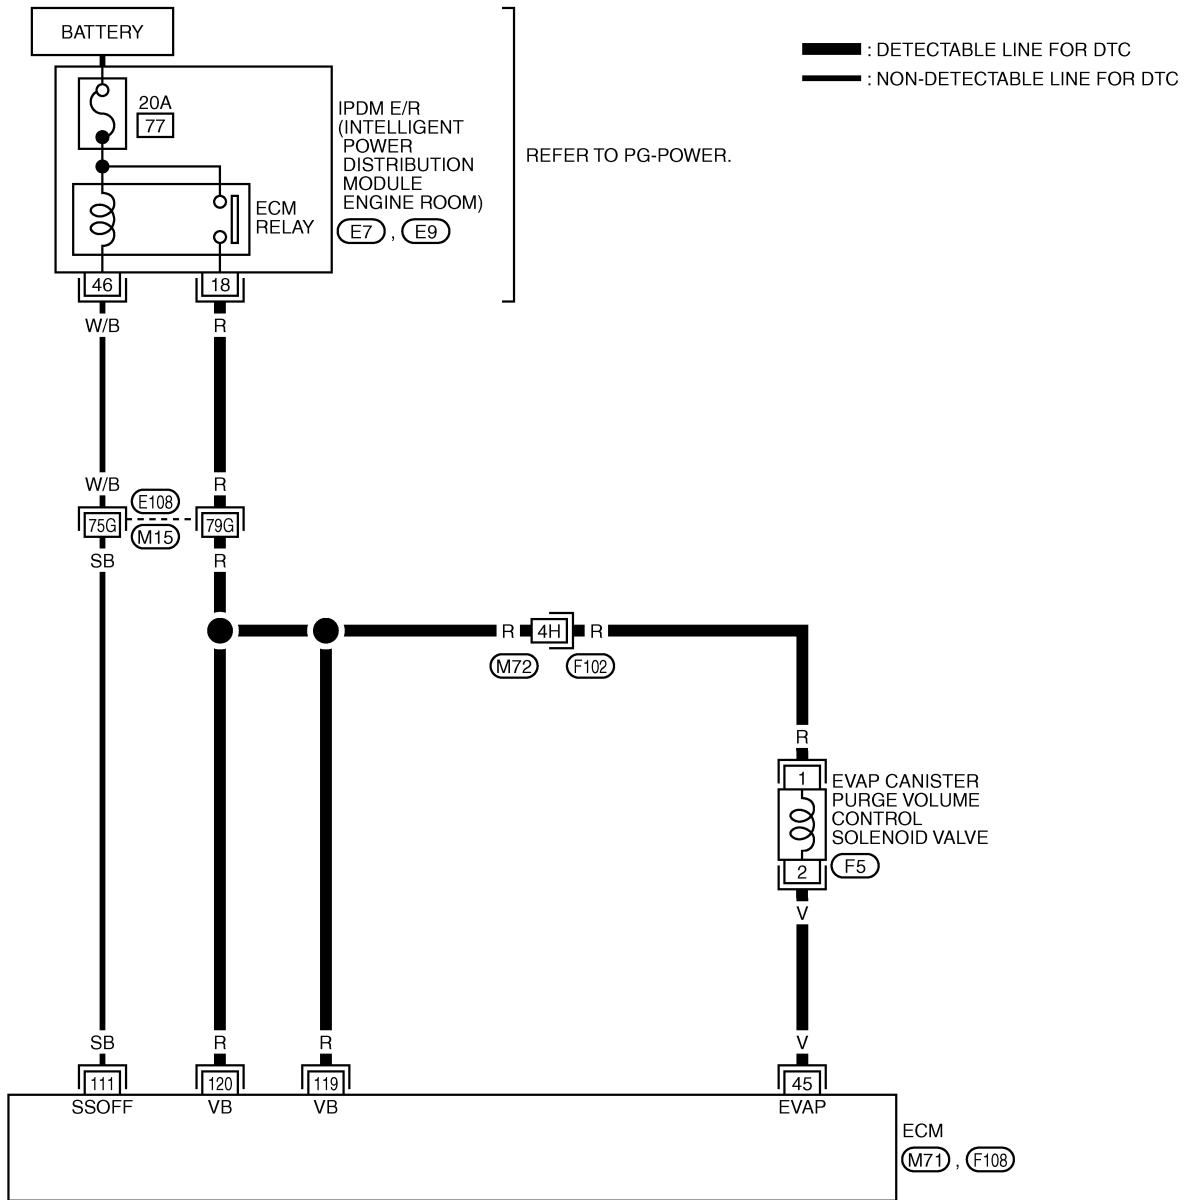 BATTERY
: DETECTABLE LINE FOR DTC
: NON-DETECTABLE LINE FOR DTC
20A
77
IPDM E/R
(INTELLIGENT
POWER
DISTRIBUTION
MODULE
ENGINE ROOM)
E7 , E9
REFER TO PG-POWER.
ECM
RELAY
46 18
W/B R
W/B R
75G E108 M15 79G
SB R
R 4H R
M72 F102
R
1
EVAP CANISTER
PURGE VOLUME
CONTROL
SOLENOID VALVE
2
F5
V
SB R R V
111 120 119 45
SSOFF VB VB EVAP
ECM
M71 , F108